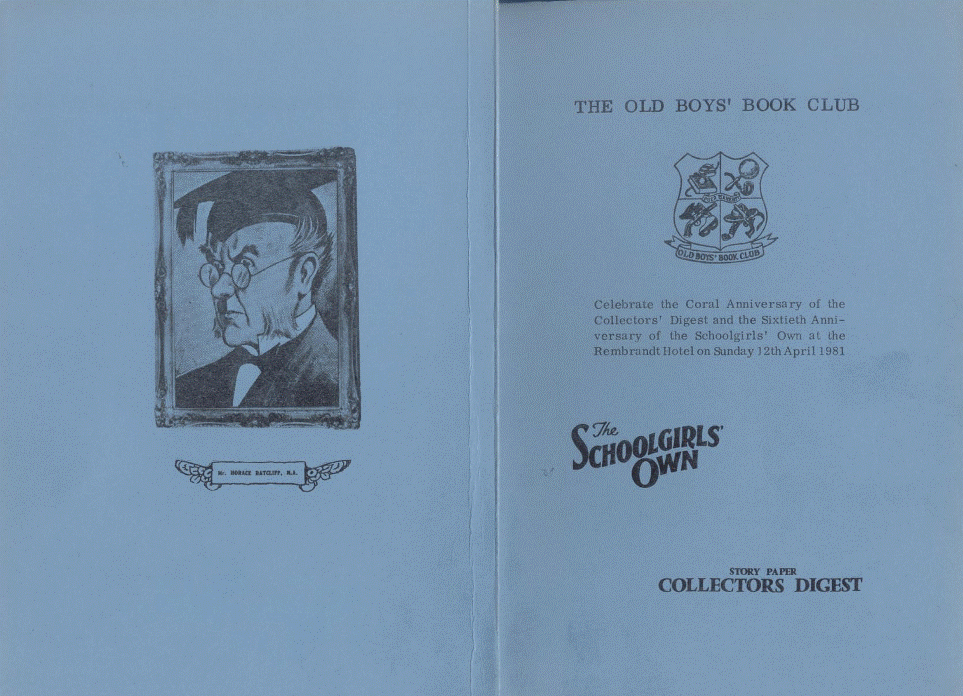 Mr. HORACE RATCLIFF, M.A.
THE OLD BOYS' BOOK CLUB
OLD BOYS' BOOK CLUB
Celebrate the Coral Anniversary of the
Collectors' Digest and the Sixtieth Anni-
versary of the Schoolgirls' Own at the
Rembrandt Hotel on Sunday 12th April 1981
The
SCHOOLGIRLS'
OWN
STORY PAPER
COLLECTORS DIGEST